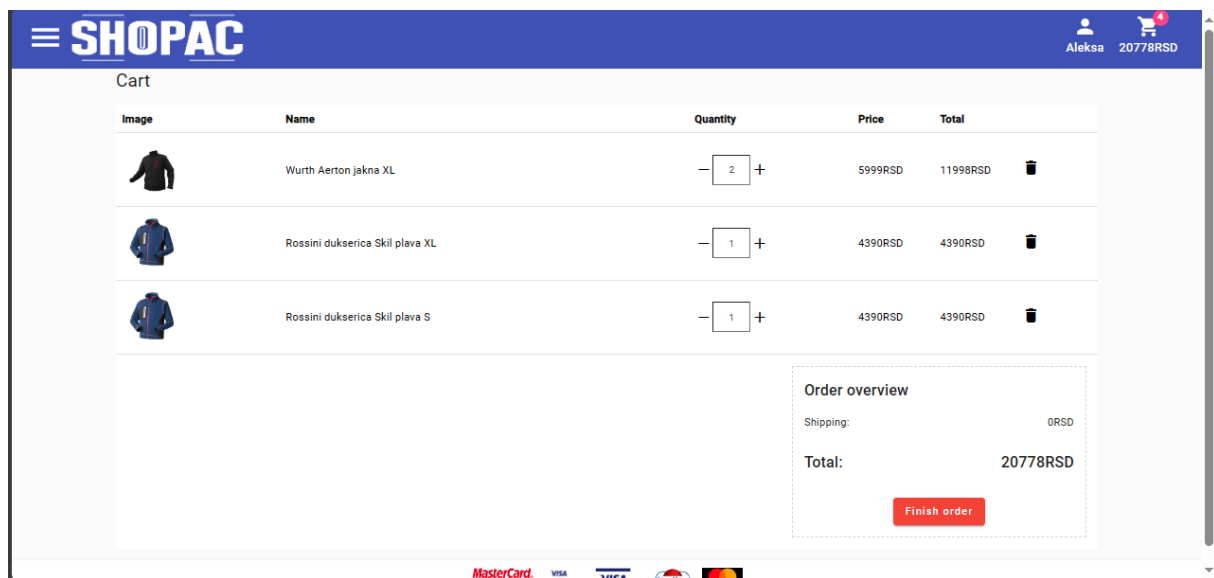 SHOPAC
4
Aleksa 20778RSD
Cart
Image Name Quantity Price Total
Wurth Aerton jakna XL 2 5999RSD 11998RSD
Rossini dukserica Skil plava XL 1 4390RSD 4390RSD
Rossini dukserica Skil plava S 1 4390RSD 4390RSD
Order overview
Shipping: 0RSD
Total: 20778RSD
Finish order
MasterCard. VISA VISA